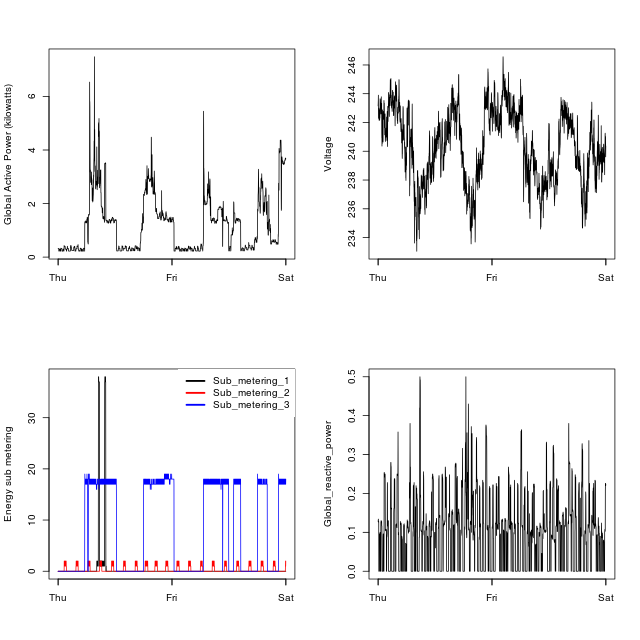 Global Active Power (kilowatts)
0 2 4 6
Thu Fri Sat
Voltage
234 236 238 240 242 244 246
Thu Fri Sat
Energy sub metering
0 10 20 30
Sub_metering_1
Sub_metering_2
Sub_metering_3
Thu Fri Sat
Global_reactive_power
0.0 0.1 0.2 0.3 0.4 0.5
Thu Fri Sat